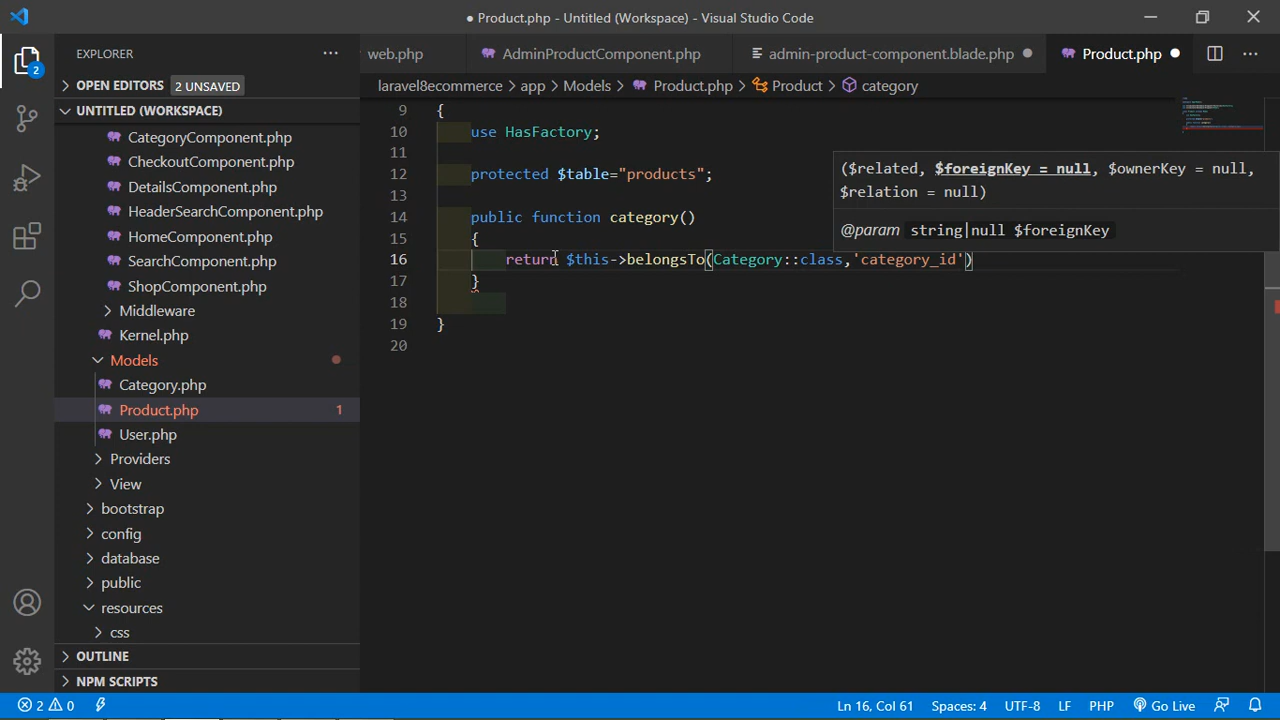 ● Product.php - Untitled (Workspace) - Visual Studio Code
EXPLORER
web.php
AdminProductComponent.php
admin-product-component.blade.php
Product.php
2
OPEN EDITORS
2 UNSAVED
laravel8ecommerce > app > Models > Product.php > Product > category
UNTITLED (WORKSPACE)
CategoryComponent.php
CheckoutComponent.php
DetailsComponent.php
HeaderSearchComponent.php
HomeComponent.php
SearchComponent.php
ShopComponent.php
Middleware
Kernel.php
Models
Category.php
Product.php 1
User.php
Providers
View
bootstrap
config
database
public
resources
css
OUTLINE
NPM SCRIPTS
9 {
10 use HasFactory;
11
12 protected $table="products";
13
14 public function category()
15 {
16 return $this->belongsTo(Category::class,'category_id')
17 }
18
19 }
20
($related, $foreignKey = null, $ownerKey = null,
$relation = null)
@param string|null $foreignKey
2 0
Ln 16, Col 61
Spaces: 4
UTF-8
LF
PHP
Go Live